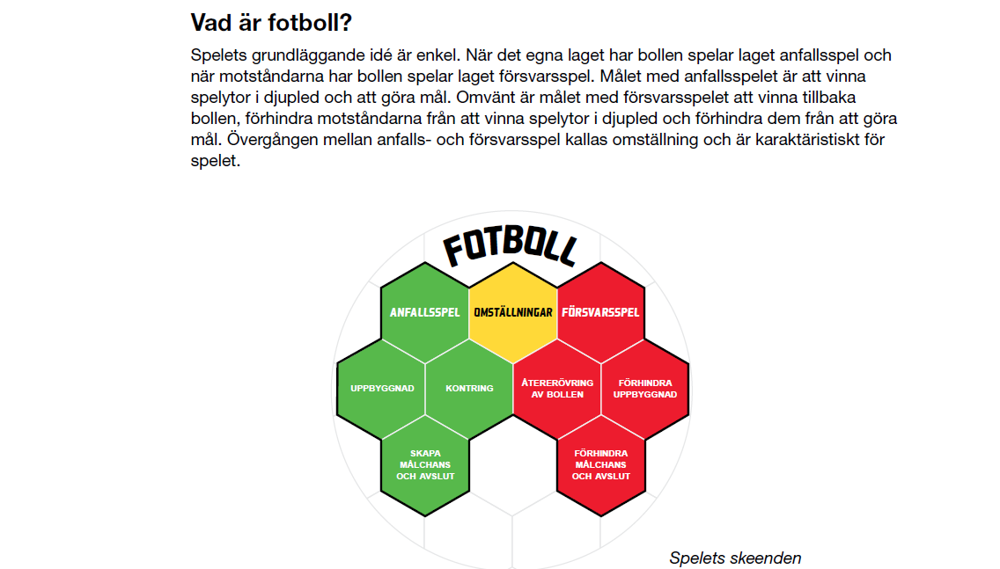 Vad är fotboll?
Spelets grundläggande idé är enkel. När det egna laget har bollen spelar laget anfallsspel och
när motståndarna har bollen spelar laget försvarsspel. Målet med anfallsspelet är att vinna
spelytor i djupled och att göra mål. Omvänt är målet med försvarsspelet att vinna tillbaka
bollen, förhindra motståndarna från att vinna spelytor i djupled och förhindra dem från att göra
mål. Övergången mellan anfalls- och försvarsspel kallas omställning och är karaktäristiskt för
spelet.
FOTBOLL
ANFALLSSPEL
OMSTÄLLNINGAR
FÖRSVARSSPEL
UPPBYGGNAD
KONTRING
ÅTERERÖVRING
AV BOLLEN
FÖRHINDRA
UPPBYGGNAD
SKAPA
MÅLCHANS
OCH AVSLUT
FÖRHINDRA
MÅLCHANS
OCH AVSLUT
Spelets skeenden